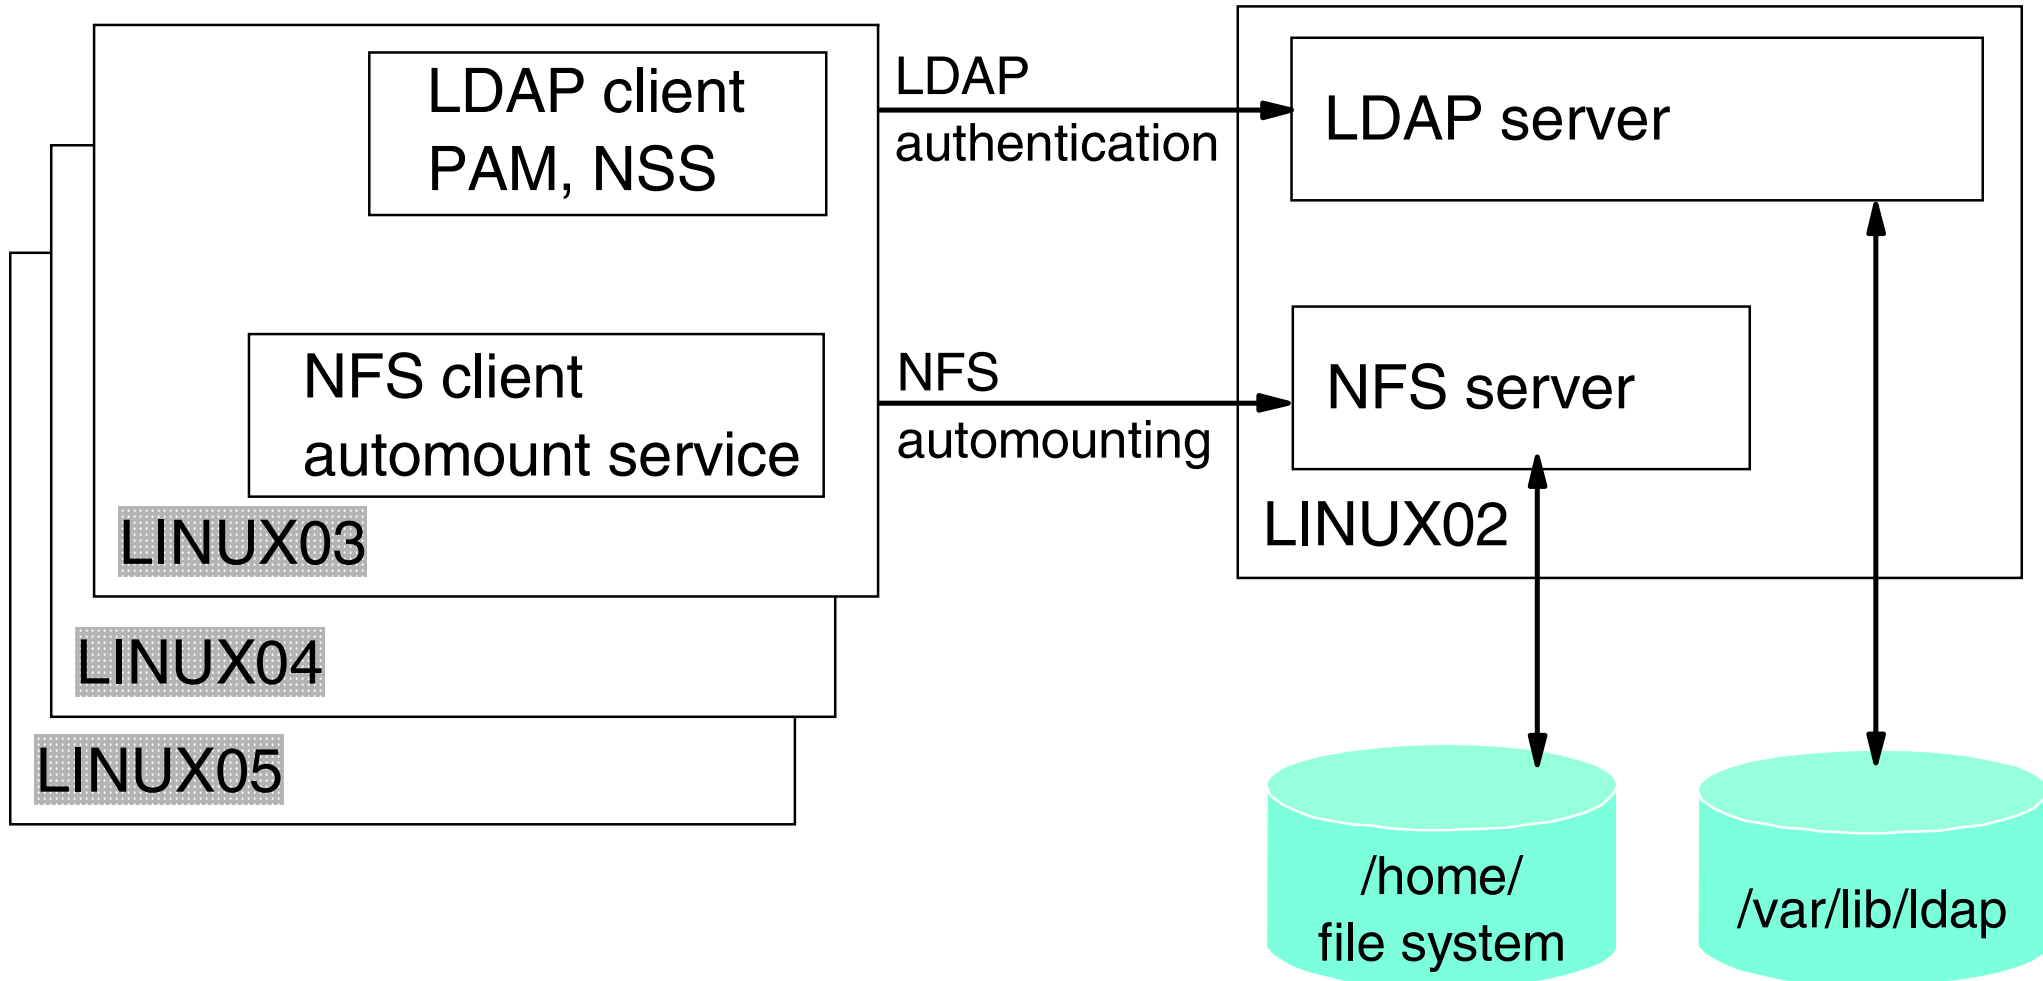 LDAP client
PAM, NSS
NFS client
automount service
LINUX03
LINUX04
LINUX05
LDAP
authentication
NFS
automounting
LDAP server
NFS server
LINUX02
/home/
file system
/var/lib/ldap